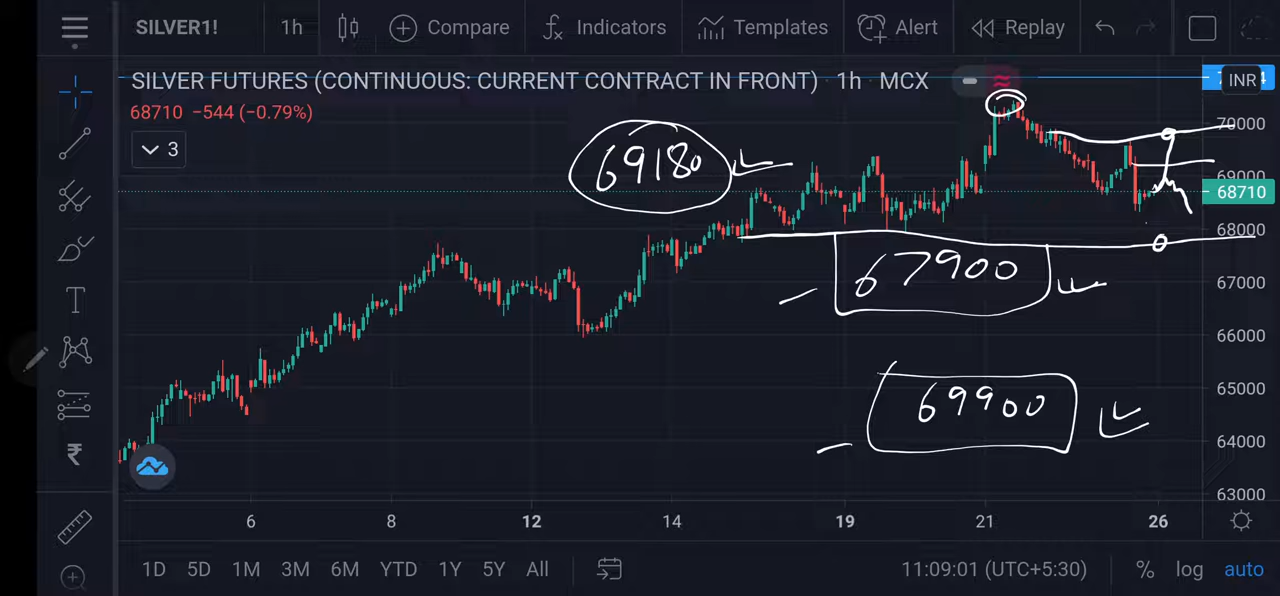 SILVER1! 1h Compare Indicators Templates Alert Replay
SILVER FUTURES (CONTINUOUS: CURRENT CONTRACT IN FRONT) · 1h · MCX
INR
68710 −544 (−0.79%)
3
70000
69180
69000
68710
68000
67900
67000
66000
65000
69900
64000
63000
6 8 12 14 19 21 26
1D 5D 1M 3M 6M YTD 1Y 5Y All 11:09:01 (UTC+5:30) % log auto